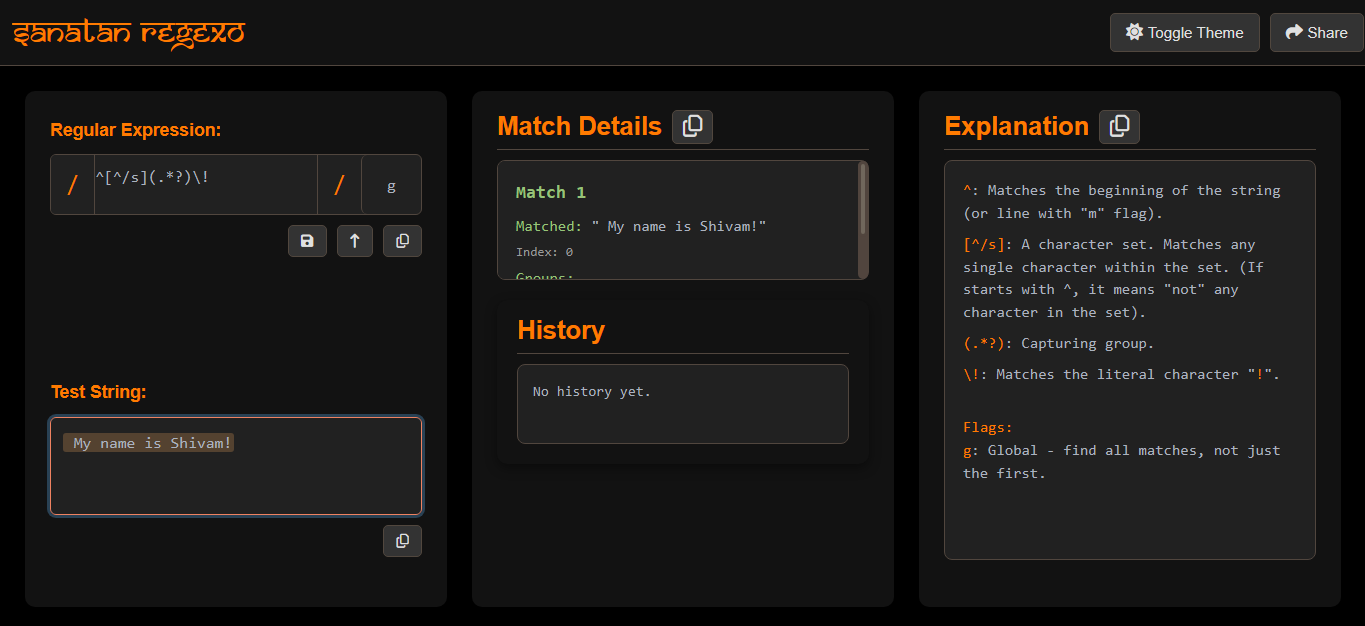 sanatan regexo
Toggle Theme
Share
Regular Expression:
/ ^[^/s](.*?)\! / g
Test String:
My name is Shivam!
Match Details
Match 1
Matched: " My name is Shivam!"
Index: 0
Groups:
History
No history yet.
Explanation
^: Matches the beginning of the string
(or line with "m" flag).
[^/s]: A character set. Matches any
single character within the set. (If
starts with ^, it means "not" any
character in the set).
(.*?): Capturing group.
\!: Matches the literal character "!".
Flags:
g: Global - find all matches, not just
the first.